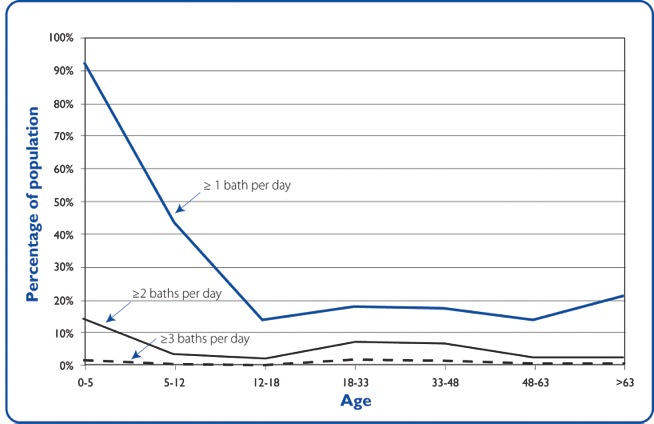 100%
90%
80%
70%
60%
50%
40%
30%
20%
10%
0%
Percentage of population
≥ 1 bath per day
≥2 baths per day
≥3 baths per day
0-5 5-12 12-18 18-33 33-48 48-63 >63
Age